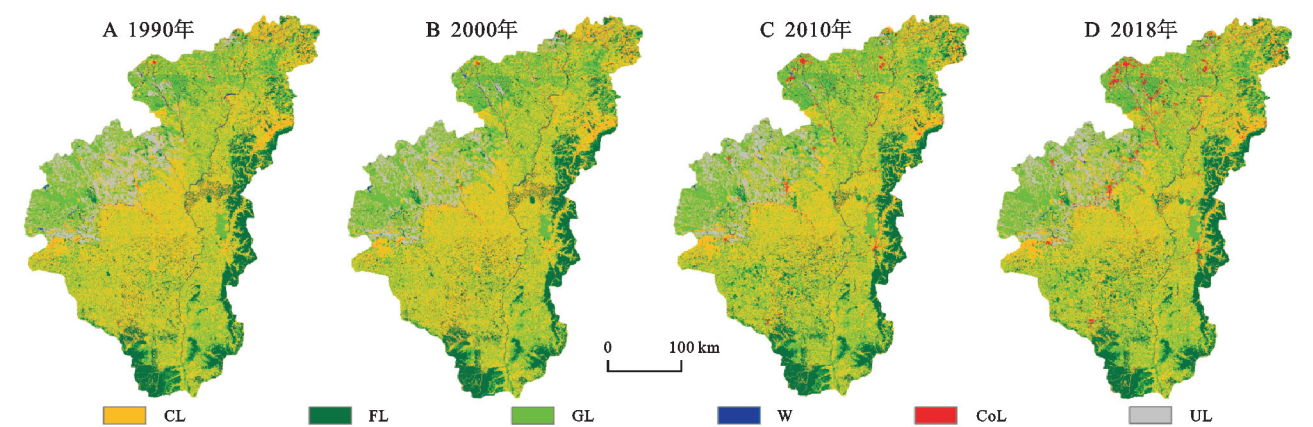 A 1990年
B 2000年
C 2010年
D 2018年
0 100 km
CL FL GL W CoL UL